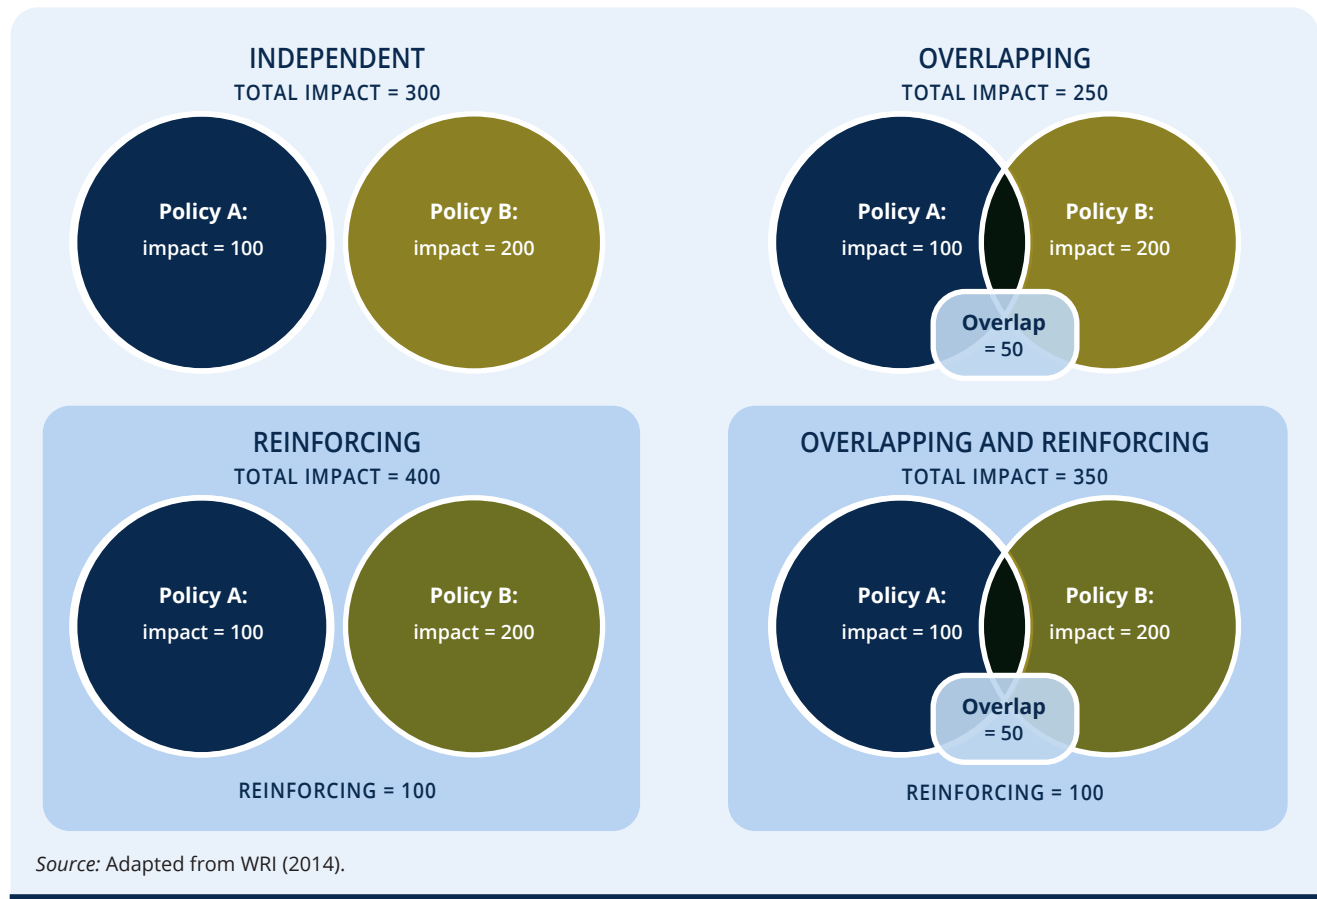 INDEPENDENT
TOTAL IMPACT = 300
Policy A:
impact = 100
Policy B:
impact = 200
OVERLAPPING
TOTAL IMPACT = 250
Policy A:
impact = 100
Policy B:
impact = 200
Overlap
= 50
REINFORCING
TOTAL IMPACT = 400
Policy A:
impact = 100
Policy B:
impact = 200
REINFORCING = 100
OVERLAPPING AND REINFORCING
TOTAL IMPACT = 350
Policy A:
impact = 100
Policy B:
impact = 200
Overlap
= 50
REINFORCING = 100
Source: Adapted from WRI (2014).